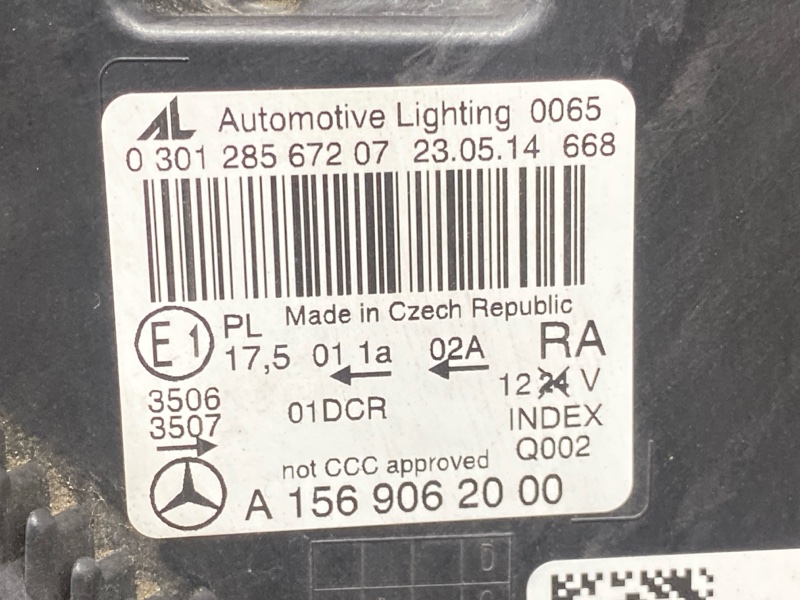 AL Automotive Lighting 0065
0 301 285 672 07 23.05.14 668
Made in Czech Republic
E1 PL RA
17,5 01 1a 02A
12 24 V
3506 01DCR INDEX
3507 Q002
not CCC approved
A 156 906 20 00
D